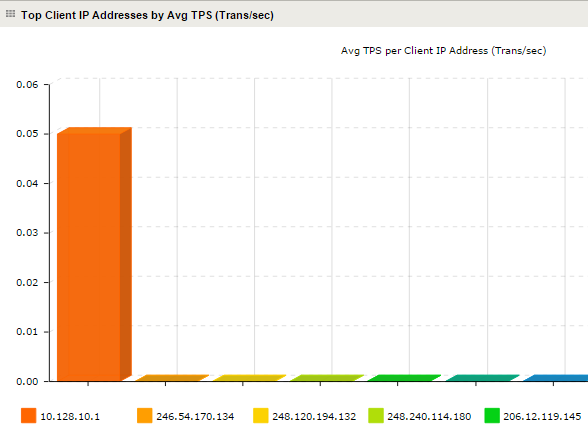 Top Client IP Addresses by Avg TPS (Trans/sec)
Avg TPS per Client IP Address (Trans/sec)
0.06
0.05
0.04
0.03
0.02
0.01
0.00
10.128.10.1 246.54.170.134 248.120.194.132 248.240.114.180 206.12.119.145